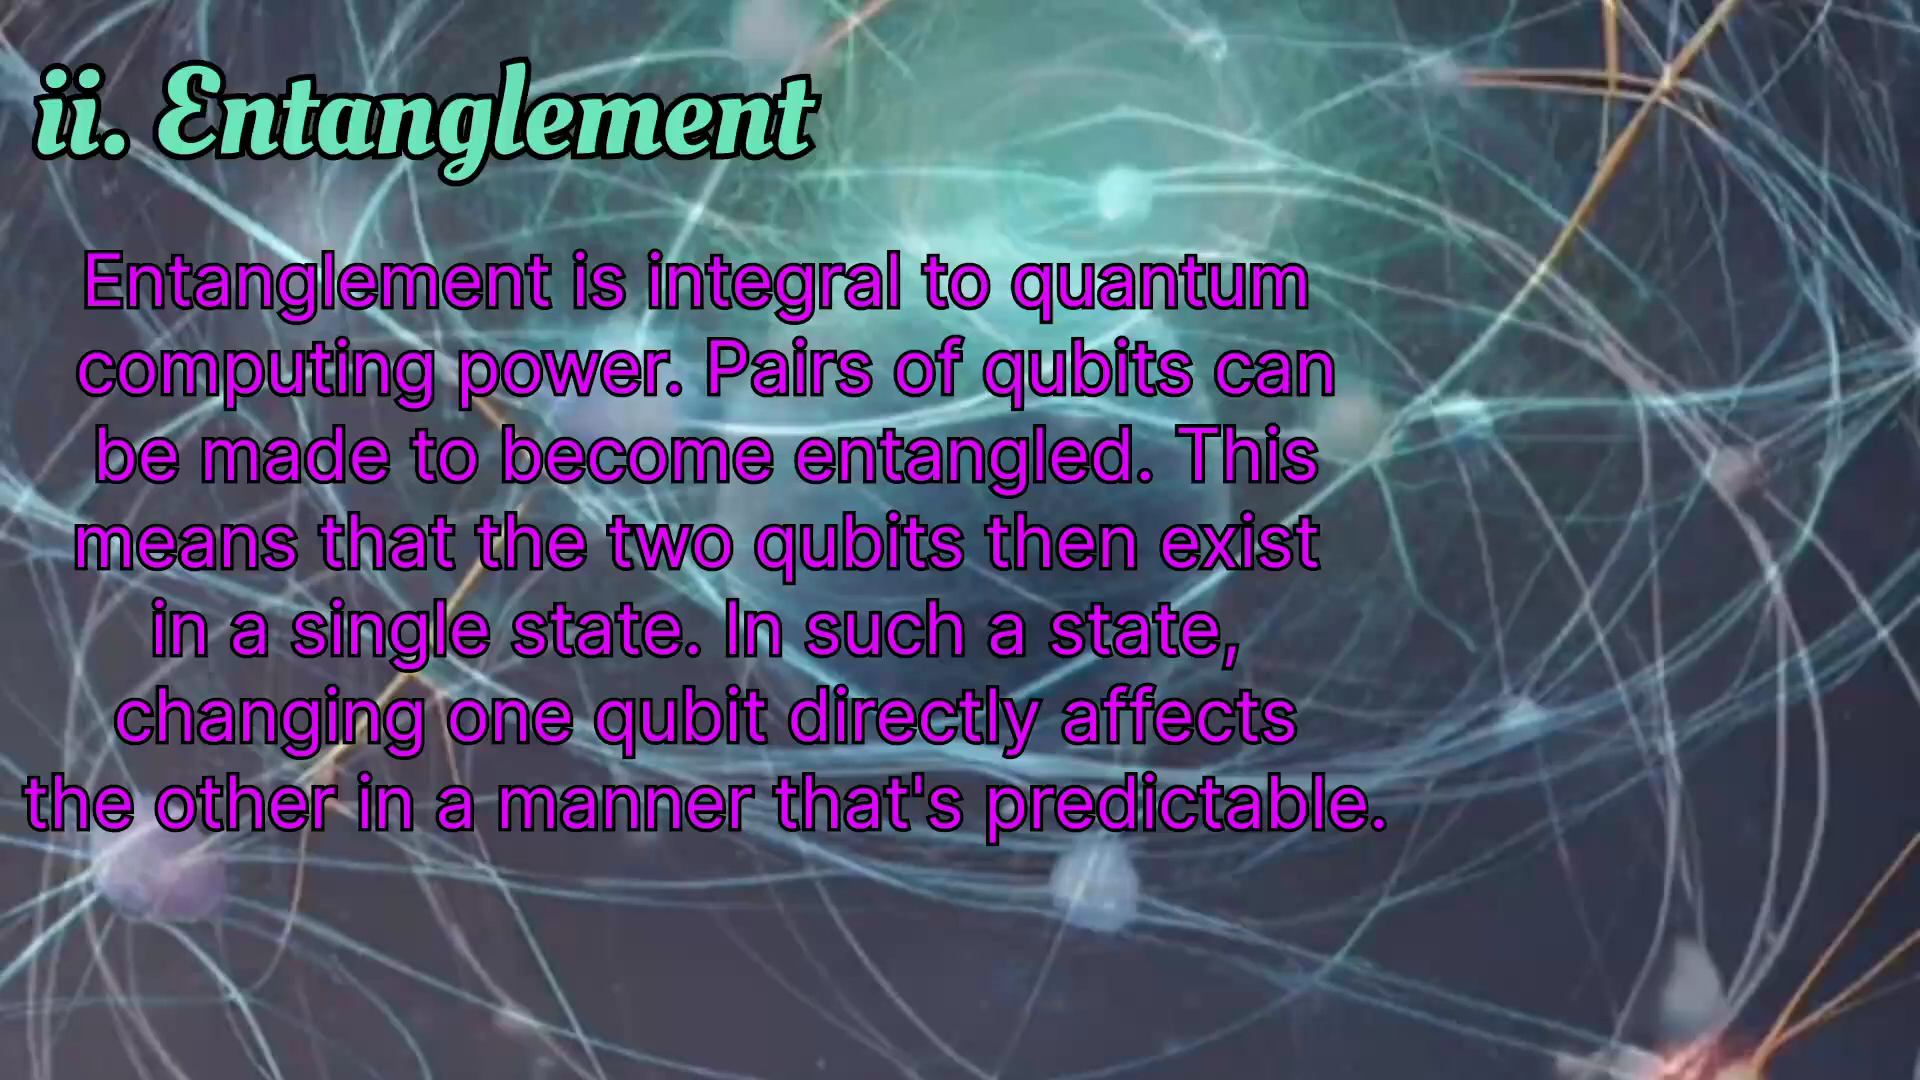 ii. Entanglement
Entanglement is integral to quantum
computing power. Pairs of qubits can
be made to become entangled. This
means that the two qubits then exist
in a single state. In such a state,
changing one qubit directly affects
the other in a manner that's predictable.